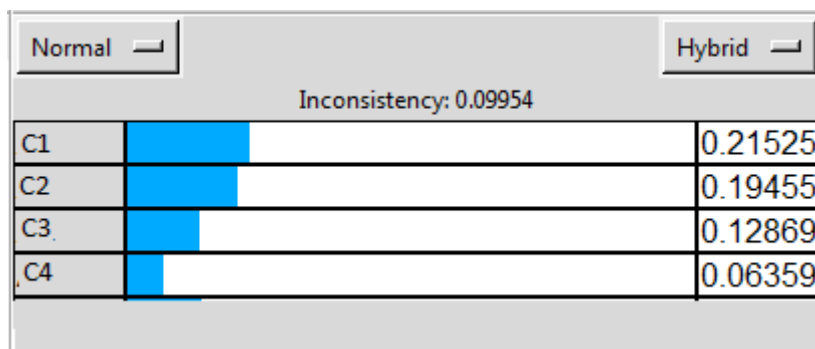 Normal Hybrid
Inconsistency: 0.09954
C1 0.21525
C2 0.19455
C3 0.12869
C4 0.06359